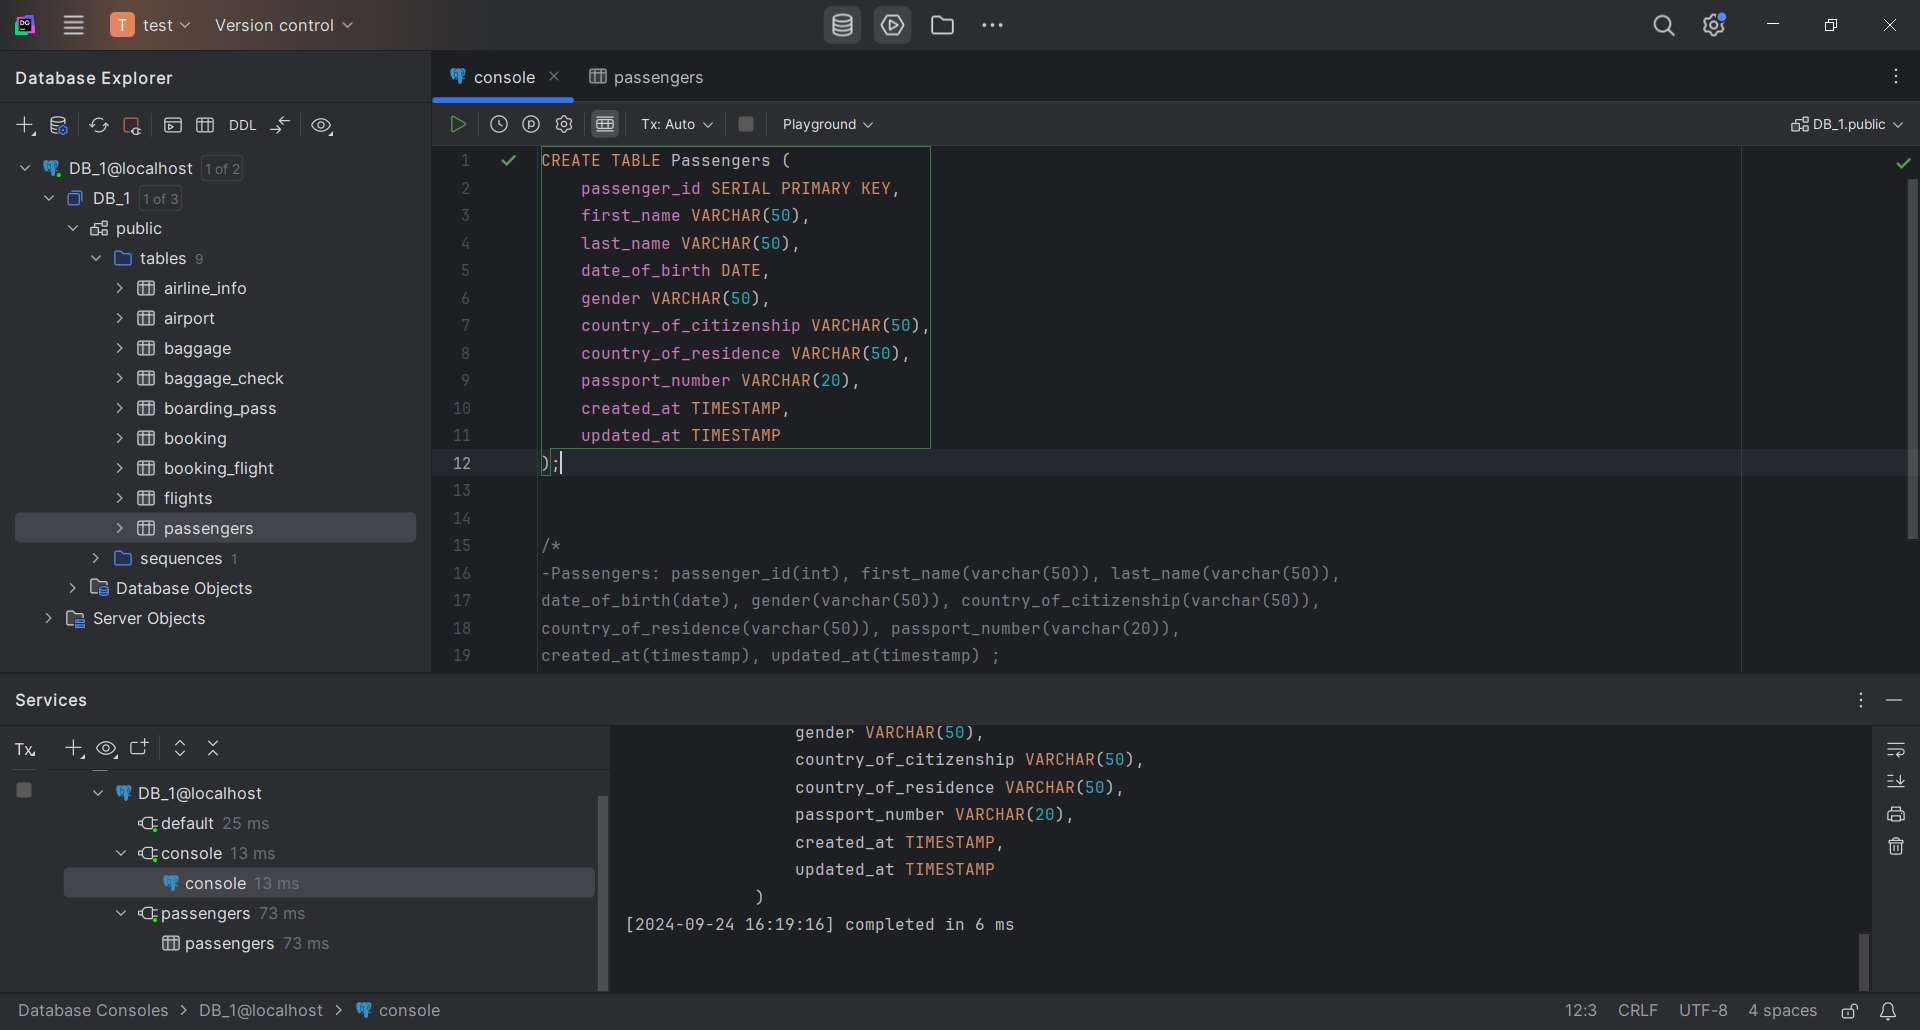 T test Version control
Database Explorer
console
passengers
DDL
Tx: Auto
Playground
DB_1.public
DB_1@localhost 1 of 2
DB_1 1 of 3
public
tables 9
airline_info
airport
baggage
baggage_check
boarding_pass
booking
booking_flight
flights
passengers
sequences 1
Database Objects
Server Objects
1 CREATE TABLE Passengers (
2 passenger_id SERIAL PRIMARY KEY,
3 first_name VARCHAR(50),
4 last_name VARCHAR(50),
5 date_of_birth DATE,
6 gender VARCHAR(50),
7 country_of_citizenship VARCHAR(50),
8 country_of_residence VARCHAR(50),
9 passport_number VARCHAR(20),
10 created_at TIMESTAMP,
11 updated_at TIMESTAMP
12 );
13
14
15 /*
16 -Passengers: passenger_id(int), first_name(varchar(50)), last_name(varchar(50)),
17 date_of_birth(date), gender(varchar(50)), country_of_citizenship(varchar(50)),
18 country_of_residence(varchar(50)), passport_number(varchar(20)),
19 created_at(timestamp), updated_at(timestamp) ;
Services
Tx
DB_1@localhost
default 25 ms
console 13 ms
console 13 ms
passengers 73 ms
passengers 73 ms
gender VARCHAR(50),
country_of_citizenship VARCHAR(50),
country_of_residence VARCHAR(50),
passport_number VARCHAR(20),
created_at TIMESTAMP,
updated_at TIMESTAMP
)
[2024-09-24 16:19:16] completed in 6 ms
Database Consoles > DB_1@localhost > console
12:3 CRLF UTF-8 4 spaces